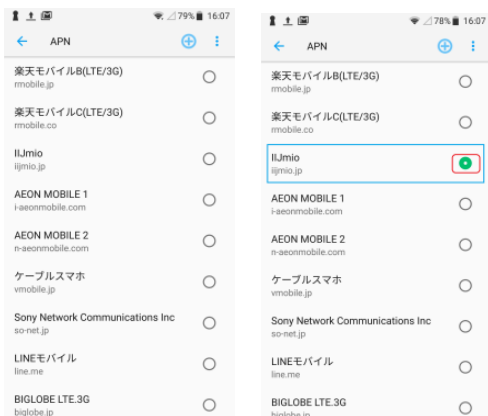 79% 16:07
APN
楽天モバイルB(LTE/3G)
rmobile.jp
楽天モバイルC(LTE/3G)
rmobile.co
IIJmio
iijmio.jp
AEON MOBILE 1
i-aeonmobile.com
AEON MOBILE 2
n-aeonmobile.com
ケーブルスマホ
vmobile.jp
Sony Network Communications Inc
so-net.jp
LINEモバイル
line.me
BIGLOBE LTE.3G
biglobe.jp
78% 16:07
APN
楽天モバイルB(LTE/3G)
rmobile.jp
楽天モバイルC(LTE/3G)
rmobile.co
IIJmio
iijmio.jp
AEON MOBILE 1
i-aeonmobile.com
AEON MOBILE 2
n-aeonmobile.com
ケーブルスマホ
vmobile.jp
Sony Network Communications Inc
so-net.jp
LINEモバイル
line.me
BIGLOBE LTE.3G
biglobe.jp